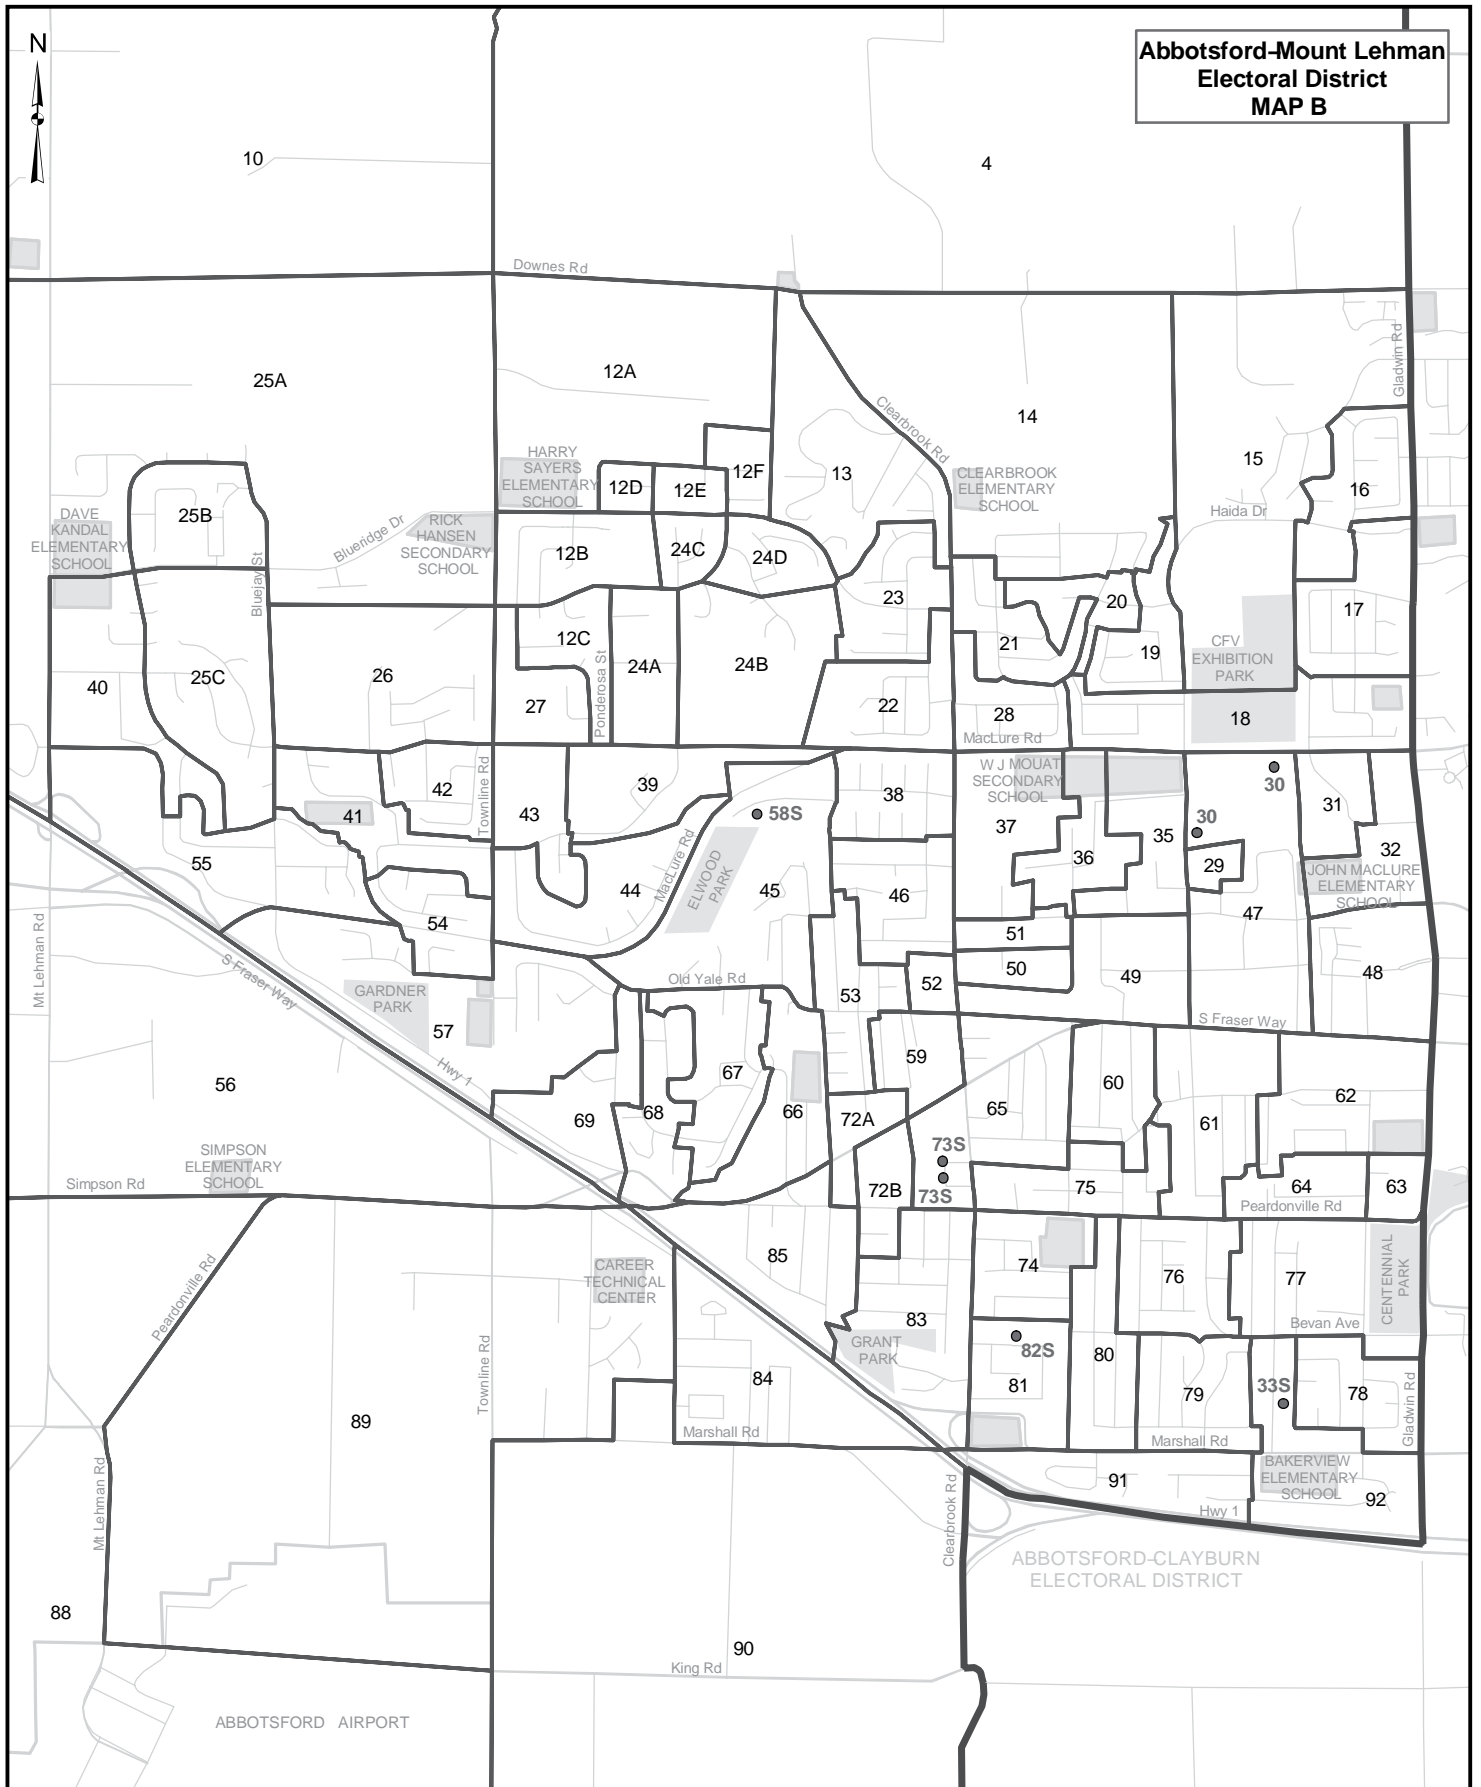 Abbotsford-Mount Lehman
Electoral District
MAP B
N
10
4
Downes Rd
25A
12A
Gladwin Rd
Clearbrook Rd
14
HARRY
SAYERS
ELEMENTARY
SCHOOL
12F
13
15
12D
12E
CLEARBROOK
ELEMENTARY
SCHOOL
16
25B
DAVE
KANDAL
ELEMENTARY
SCHOOL
Haida Dr
Blueridge Dr
RICK
HANSEN
SECONDARY
SCHOOL
12B
24C
24D
Bluejay St
23
20
17
12C
21
19
CFV
EXHIBITION
PARK
24A
24B
Ponderosa St
40
25C
26
27
22
28
18
MacLure Rd
W J MOUAT
SECONDARY
SCHOOL
Townline Rd
42
39
38
30
31
41
43
58S
37
30
35
36
29
32
55
MacLure Rd
ELWOOD
PARK
44
45
46
JOHN MACLURE
ELEMENTARY
SCHOOL
47
54
51
Mt Lehman Rd
S Fraser Way
50
49
48
GARDNER
PARK
Old Yale Rd
52
53
57
S Fraser Way
59
Hwy 1
56
67
60
62
66
65
61
69
68
72A
73S
SIMPSON
ELEMENTARY
SCHOOL
Simpson Rd
72B
73S
75
64
63
Peardonville Rd
Peardonville Rd
85
74
76
77
CENTENNIAL
PARK
CAREER
TECHNICAL
CENTER
83
Bevan Ave
GRANT
PARK
82S
80
Townline Rd
84
81
79
33S
78
Gladwin Rd
89
Marshall Rd
Marshall Rd
Mt Lehman Rd
Clearbrook Rd
91
BAKERVIEW
ELEMENTARY
SCHOOL
92
Hwy 1
ABBOTSFORD-CLAYBURN
ELECTORAL DISTRICT
88
90
King Rd
ABBOTSFORD AIRPORT